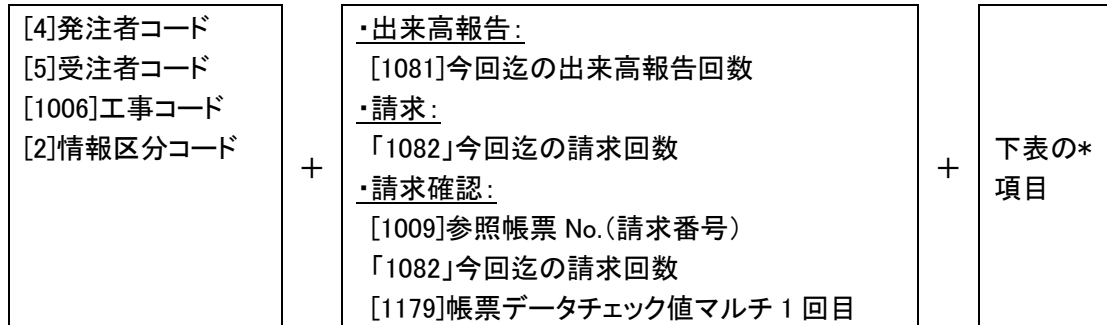 [4]発注者コード
[5]受注者コード
[1006]工事コード
[2]情報区分コード
＋
・出来高報告：
[1081]今回迄の出来高報告回数
・請求：
「1082」今回迄の請求回数
・請求確認：
[1009]参照帳票 No.（請求番号）
「1082」今回迄の請求回数
[1179]帳票データチェック値マルチ 1 回目
＋
下表の*
項目